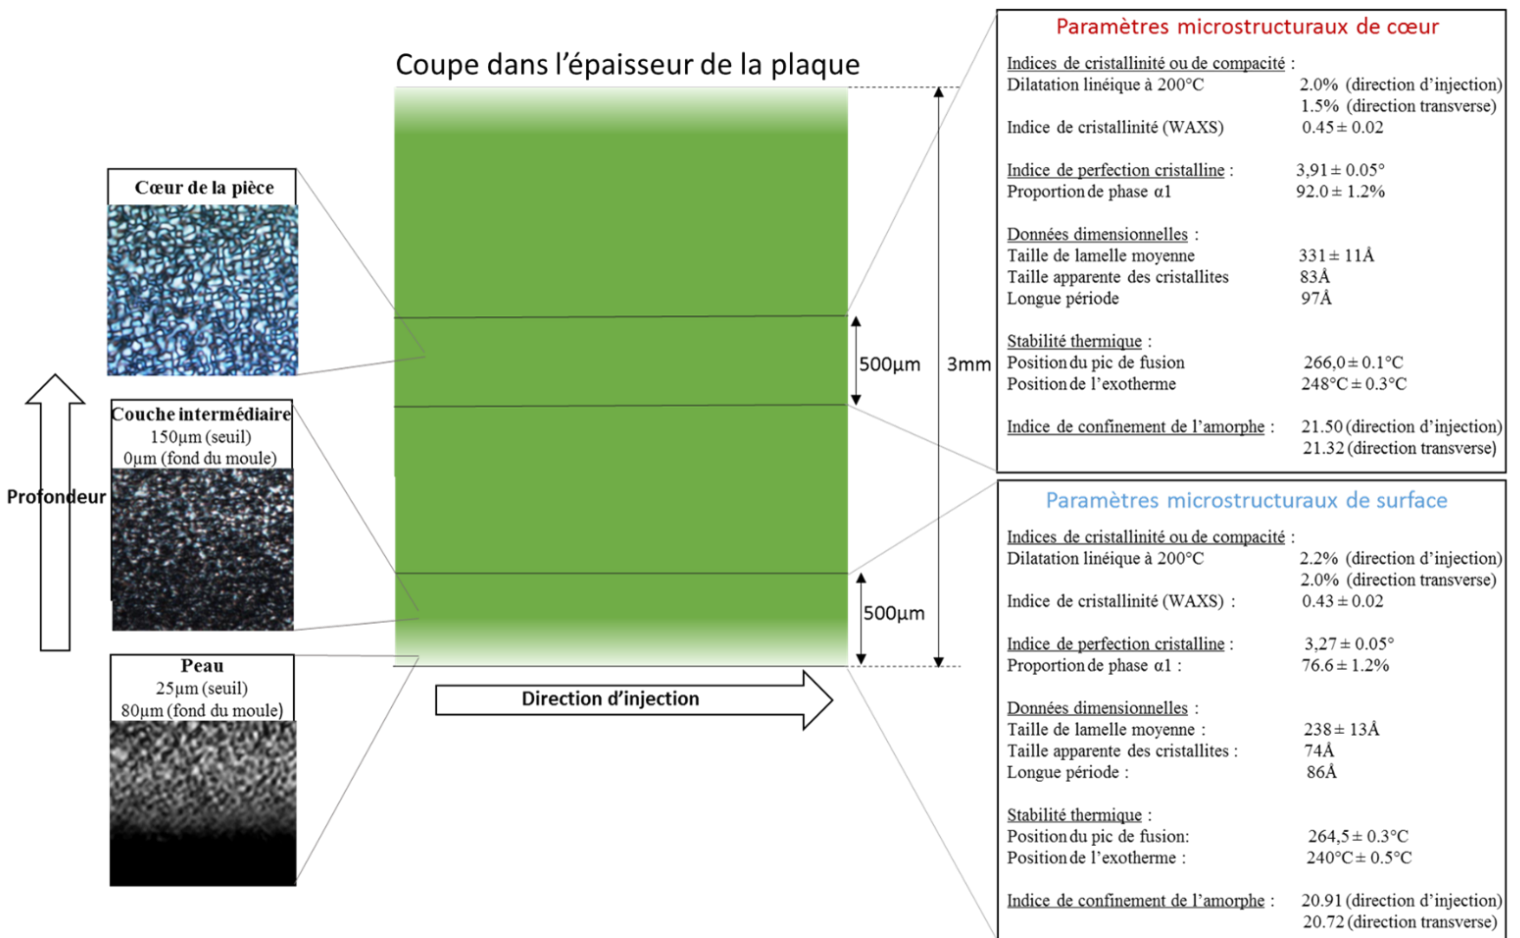 Coupe dans l’épaisseur de la plaque
Cœur de la pièce
Couche intermédiaire
150µm (seuil)
0µm (fond du moule)
Profondeur
Peau
25µm (seuil)
80µm (fond du moule)
500µm
3mm
500µm
Direction d’injection
Paramètres microstructuraux de cœur
Indices de cristallinité ou de compacité :
Dilatation linéique à 200°C 2.0% (direction d’injection)
1.5% (direction transverse)
Indice de cristallinité (WAXS) 0.45 ± 0.02
Indice de perfection cristalline : 3,91 ± 0.05°
Proportion de phase α1 92.0 ± 1.2%
Données dimensionnelles :
Taille de lamelle moyenne 331 ± 11Å
Taille apparente des cristallites 83Å
Longue période 97Å
Stabilité thermique :
Position du pic de fusion 266,0 ± 0.1°C
Position de l’exotherme 248°C ± 0.3°C
Indice de confinement de l’amorphe : 21.50 (direction d’injection)
21.32 (direction transverse)
Paramètres microstructuraux de surface
Indices de cristallinité ou de compacité :
Dilatation linéique à 200°C 2.2% (direction d’injection)
2.0% (direction transverse)
Indice de cristallinité (WAXS) : 0.43 ± 0.02
Indice de perfection cristalline : 3,27 ± 0.05°
Proportion de phase α1 : 76.6 ± 1.2%
Données dimensionnelles :
Taille de lamelle moyenne : 238 ± 13Å
Taille apparente des cristallites : 74Å
Longue période : 86Å
Stabilité thermique :
Position du pic de fusion: 264,5 ± 0.3°C
Position de l’exotherme : 240°C ± 0.5°C
Indice de confinement de l’amorphe : 20.91 (direction d’injection)
20.72 (direction transverse)